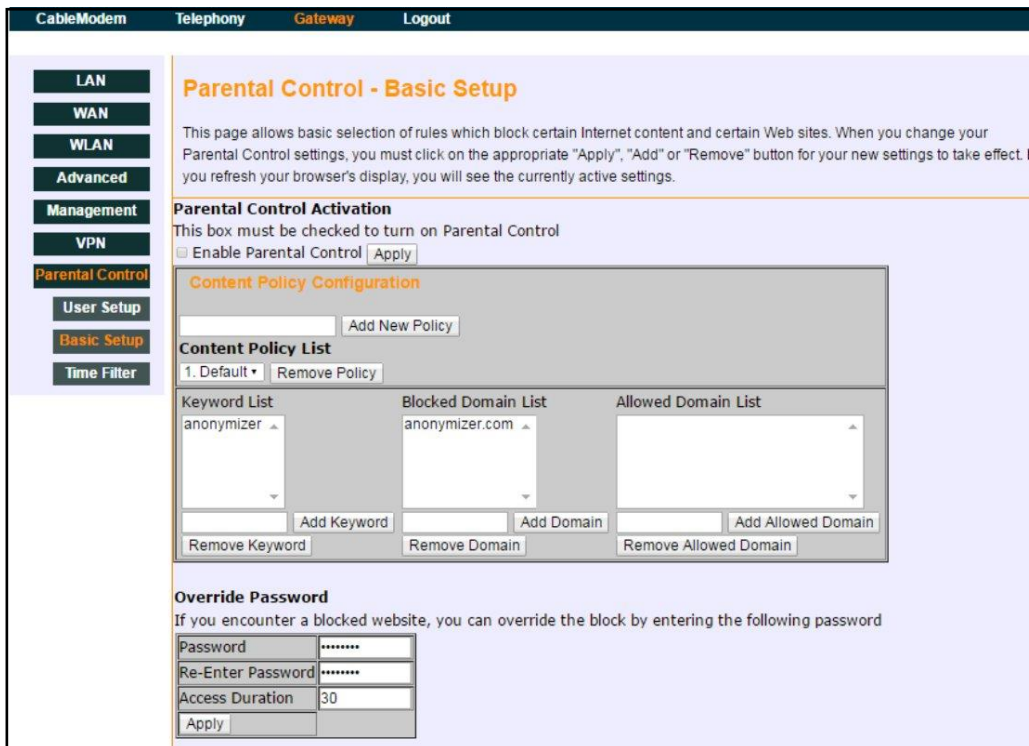 CableModem Telephony Gateway Logout
LAN
WAN
WLAN
Advanced
Management
VPN
Parental Control
User Setup
Basic Setup
Time Filter
Parental Control - Basic Setup
This page allows basic selection of rules which block certain Internet content and certain Web sites. When you change your
Parental Control settings, you must click on the appropriate "Apply", "Add" or "Remove" button for your new settings to take effect.
you refresh your browser's display, you will see the currently active settings.
Parental Control Activation
This box must be checked to turn on Parental Control
Enable Parental Control Apply
Content Policy Configuration
Add New Policy
Content Policy List
1. Default Remove Policy
Keyword List Blocked Domain List Allowed Domain List
anonymizer anonymizer.com
Add Keyword Add Domain Add Allowed Domain
Remove Keyword Remove Domain Remove Allowed Domain
Override Password
If you encounter a blocked website, you can override the block by entering the following password
Password ••••••••
Re-Enter Password ••••••••
Access Duration 30
Apply